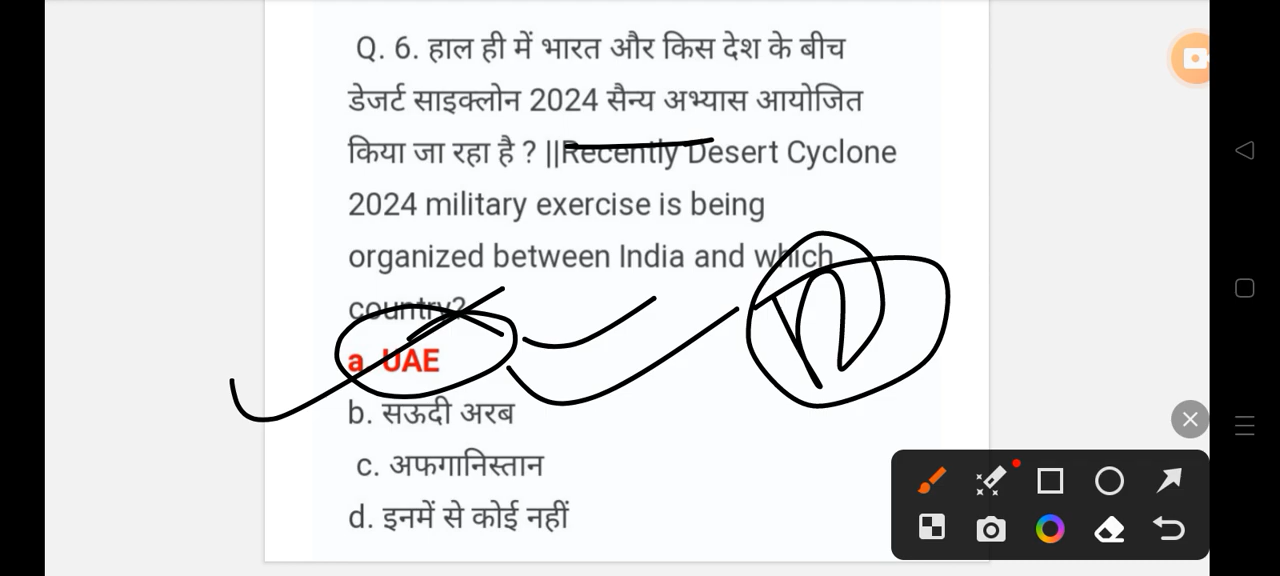 Q. 6. हाल ही में भारत और किस देश के बीच
डेजर्ट साइक्लोन 2024 सैन्य अभ्यास आयोजित
किया जा रहा है ? ||Recently Desert Cyclone
2024 military exercise is being
organized between India and which
country?
a. UAE
b. सऊदी अरब
c. अफगानिस्तान
d. इनमें से कोई नहीं